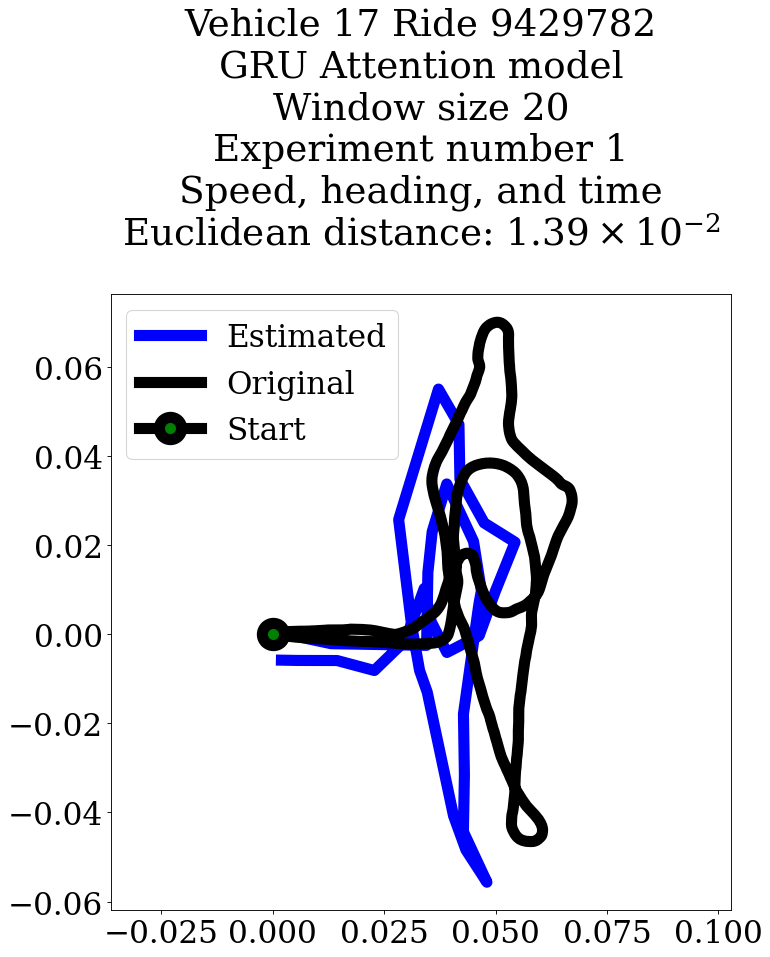 Vehicle 17 Ride 9429782
GRU Attention model
Window size 20
Experiment number 1
Speed, heading, and time
Euclidean distance: 1.39 × 10⁻²
Estimated
Original
Start
0.06
0.04
0.02
0.00
−0.02
−0.04
−0.06
−0.025 0.000 0.025 0.050 0.075 0.100